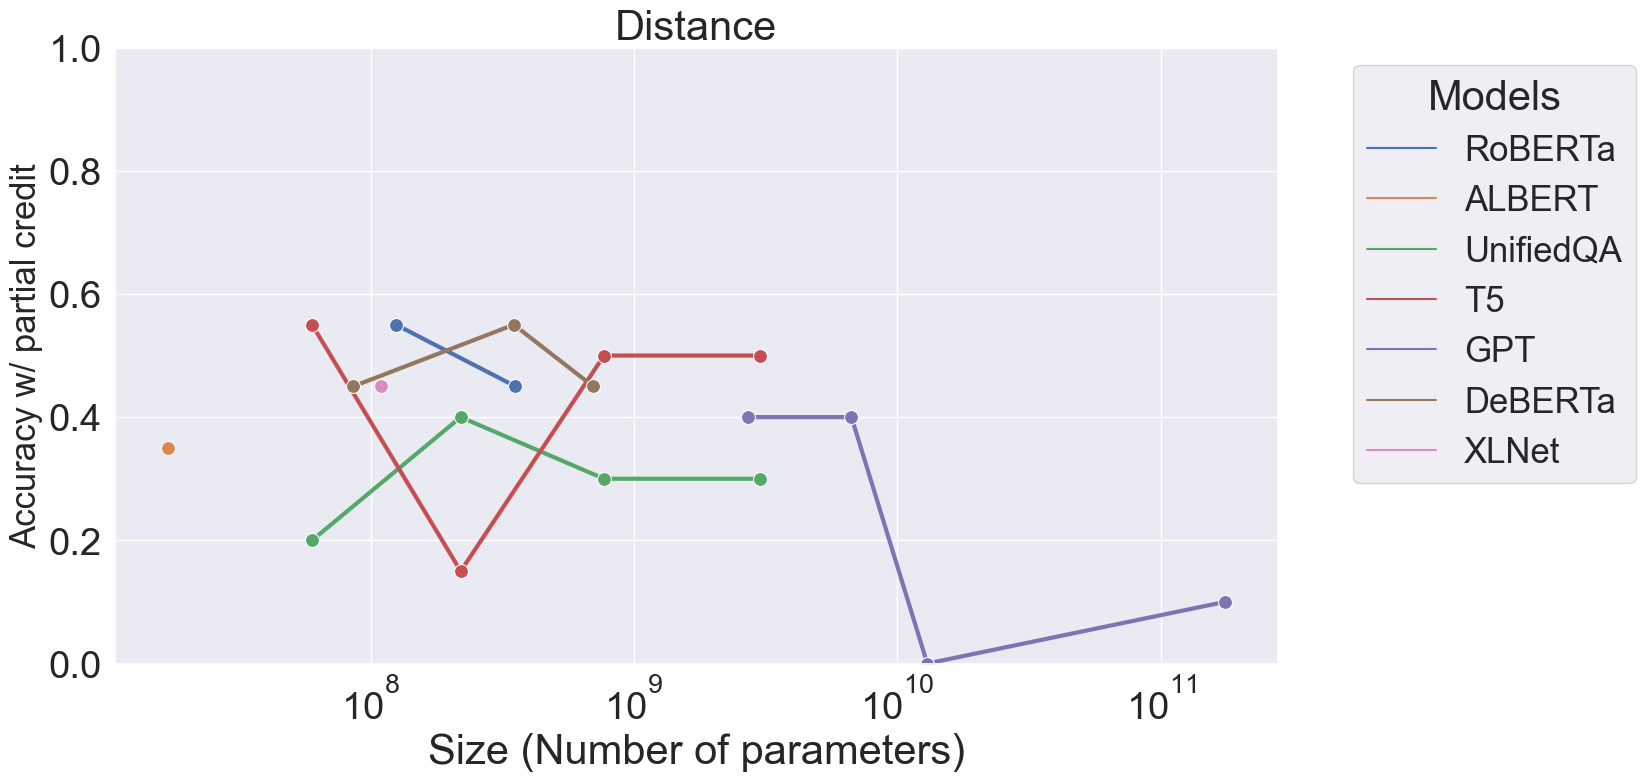 Distance
Accuracy w/ partial credit
1.0
0.8
0.6
0.4
0.2
0.0
10^8
10^9
10^10
10^11
Size (Number of parameters)
Models
RoBERTa
ALBERT
UnifiedQA
T5
GPT
DeBERTa
XLNet